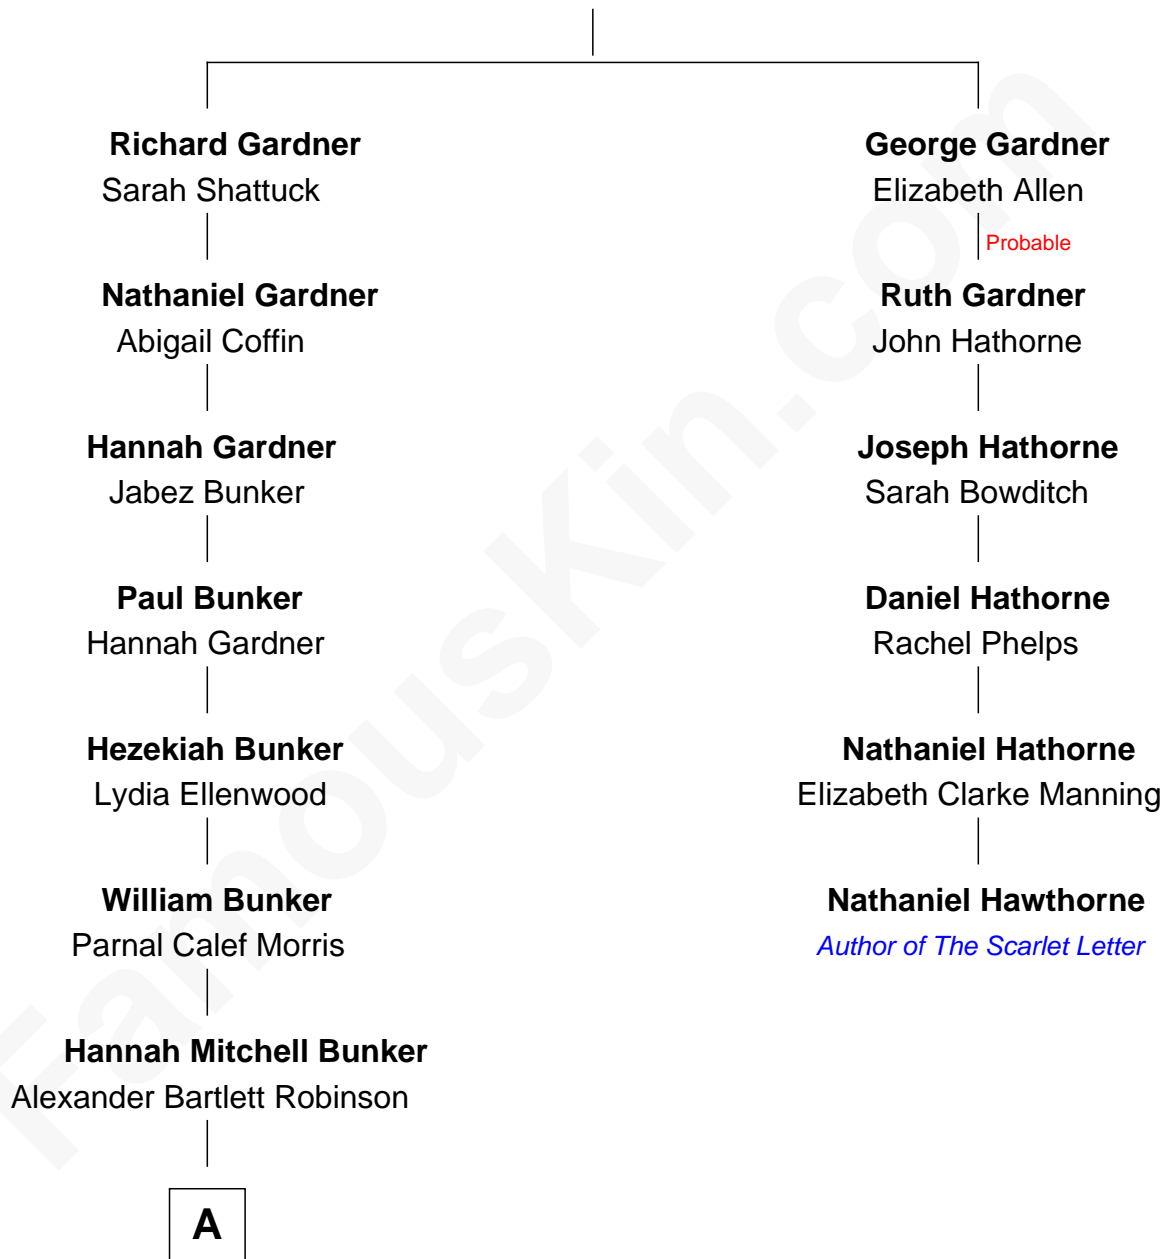 Richard Gardner
Sarah Shattuck
Nathaniel Gardner
Abigail Coffin
Hannah Gardner
Jabez Bunker
Paul Bunker
Hannah Gardner
Hezekiah Bunker
Lydia Ellenwood
William Bunker
Parnal Calef Morris
Hannah Mitchell Bunker
Alexander Bartlett Robinson
A
George Gardner
Elizabeth Allen
Probable
Ruth Gardner
John Hathorne
Joseph Hathorne
Sarah Bowditch
Daniel Hathorne
Rachel Phelps
Nathaniel Hathorne
Elizabeth Clarke Manning
Nathaniel Hawthorne
Author of The Scarlet Letter
FamousKin.com